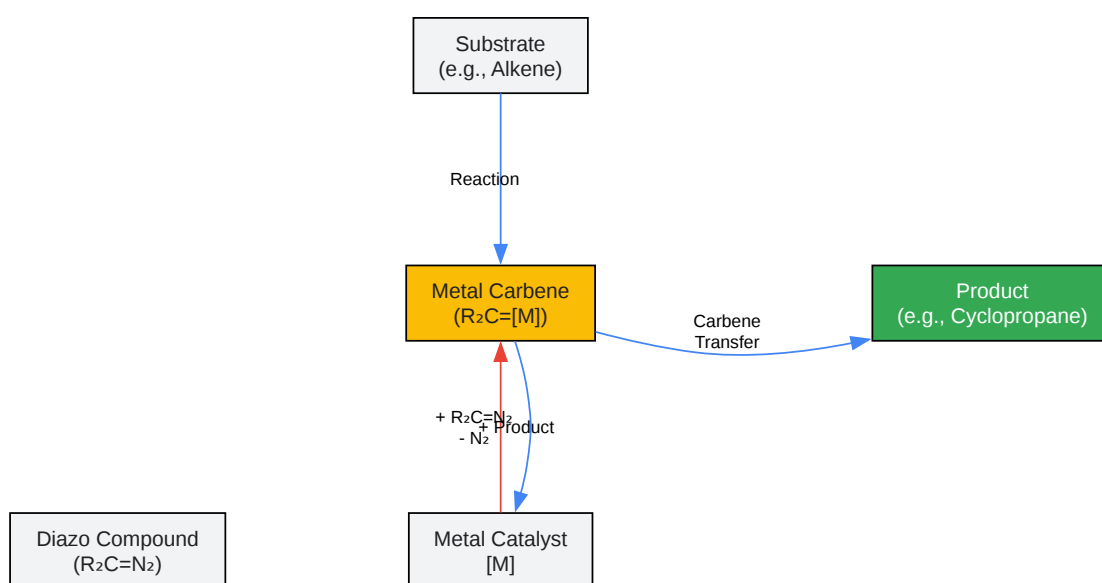 Substrate
(e.g., Alkene)
Reaction
Metal Carbene
(R₂C=[M])
Carbene
Transfer
Product
(e.g., Cyclopropane)
+ R₂C=N₂
- N₂
+ Product
Diazo Compound
(R₂C=N₂)
Metal Catalyst
[M]